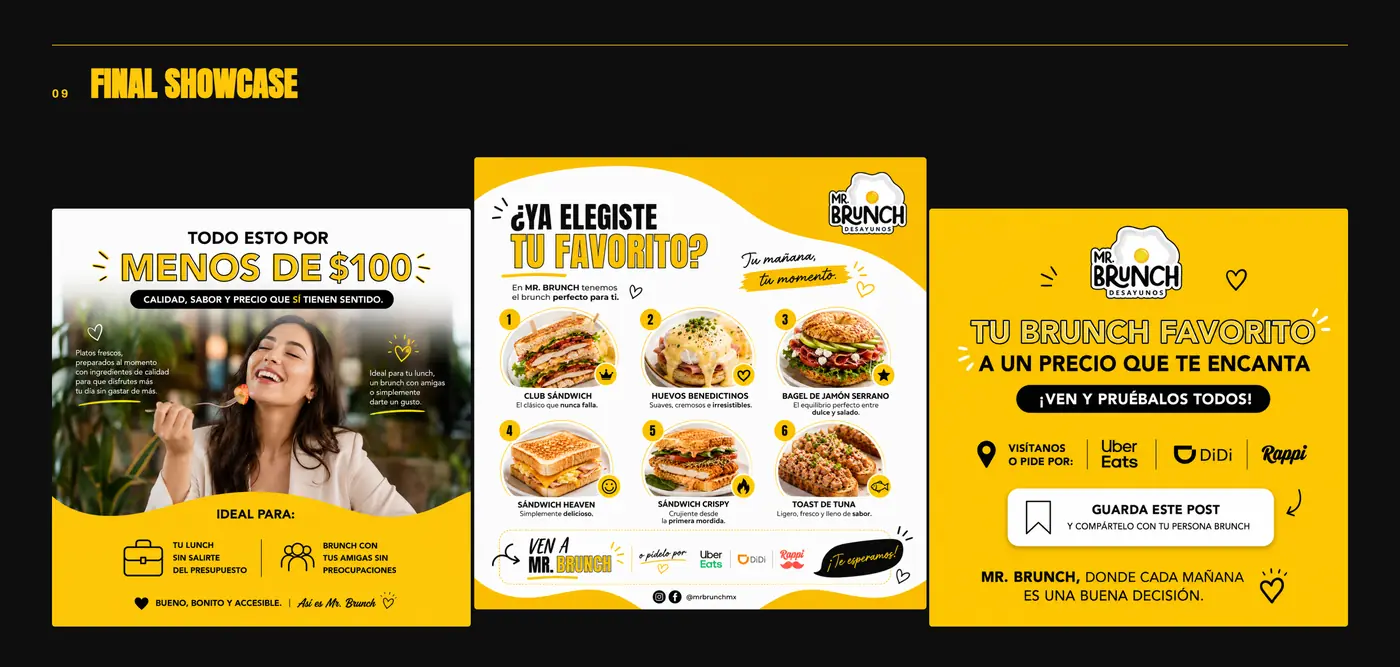 09 FINAL SHOWCASE
TODO ESTO POR
MENOS DE $100
CALIDAD, SABOR Y PRECIO QUE SÍ TIENEN SENTIDO.
Platos frescos,
preparados al momento
con ingredientes de calidad
para que disfrutes más
tu día sin gastar de más.
Ideal para tu lunch,
un brunch con amigas
o simplemente
darte un gusto.
IDEAL PARA:
TU LUNCH
SIN SALIRTE
DEL PRESUPUESTO
BRUNCH CON
TUS AMIGAS SIN
PREOCUPACIONES
BUENO, BONITO Y ACCESIBLE. | Así es Mr. Brunch
MR.
BRUNCH
DESAYUNOS
¿YA ELEGISTE
TU FAVORITO?
Tu mañana,
tu momento.
En MR. BRUNCH tenemos
el brunch perfecto para ti.
1
CLUB SÁNDWICH
El clásico que nunca falla.
2
HUEVOS BENEDICTINOS
Suaves, cremosos e irresistibles.
3
BAGEL DE JAMÓN SERRANO
El equilibrio perfecto entre
dulce y salado.
4
SÁNDWICH HEAVEN
Simplemente delicioso.
5
SÁNDWICH CRISPY
Crujiente desde
la primera mordida.
6
TOAST DE TUNA
Ligero, fresco y lleno de sabor.
VEN A
MR. BRUNCH
o pídelo por
Uber
Eats
DiDi
Rappi
¡Te esperamos!
@mrbrunchmx
MR.
BRUNCH
DESAYUNOS
TU BRUNCH FAVORITO
A UN PRECIO QUE TE ENCANTA
¡VEN Y PRUÉBALOS TODOS!
VISÍTANOS
O PIDE POR:
Uber
Eats
DiDi
Rappi
GUARDA ESTE POST
Y COMPÁRTELO CON TU PERSONA BRUNCH
MR. BRUNCH, DONDE CADA MAÑANA
ES UNA BUENA DECISIÓN.